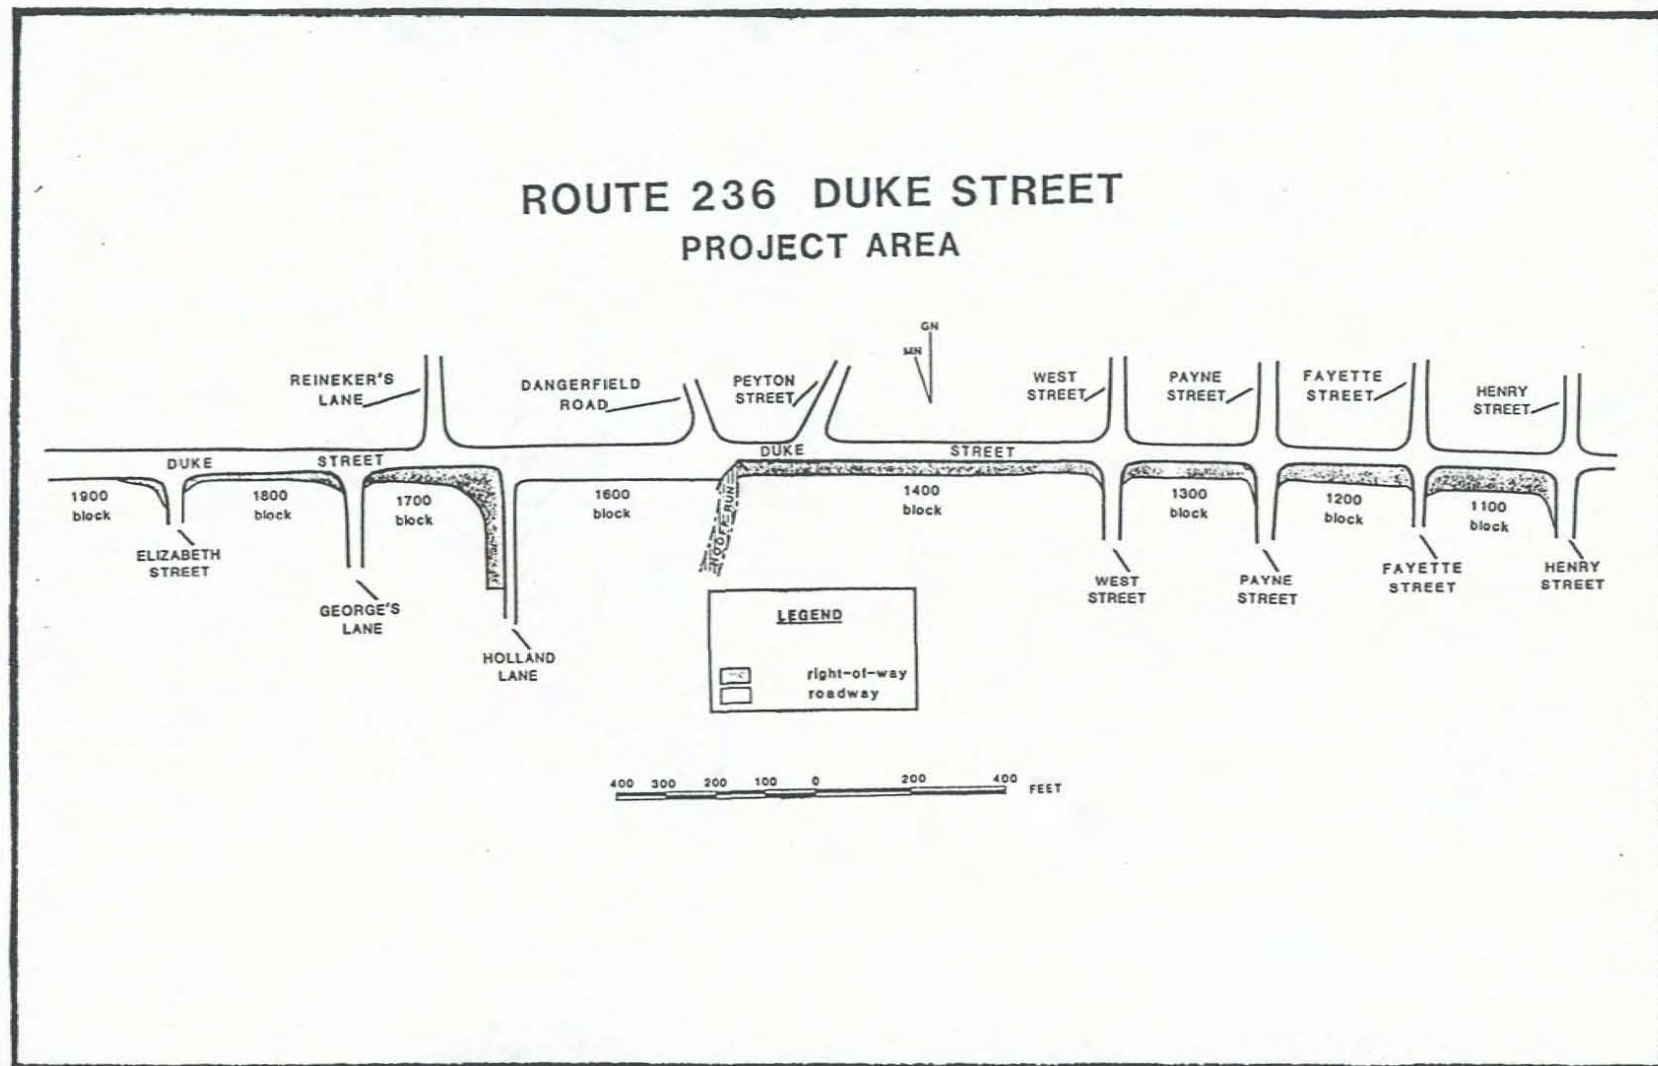 ROUTE 236 DUKE STREET
PROJECT AREA
GN
MN
REINEKER'S
LANE
DANGERFIELD
ROAD
PEYTON
STREET
WEST
STREET
PAYNE
STREET
FAYETTE
STREET
HENRY
STREET
DUKE STREET
DUKE STREET
1900
block
1800
block
1700
block
1600
block
1400
block
1300
block
1200
block
1100
block
HOOFF RUN
ELIZABETH
STREET
GEORGE'S
LANE
HOLLAND
LANE
WEST
STREET
PAYNE
STREET
FAYETTE
STREET
HENRY
STREET
LEGEND
right-of-way
roadway
400 300 200 100 0 200 400 FEET